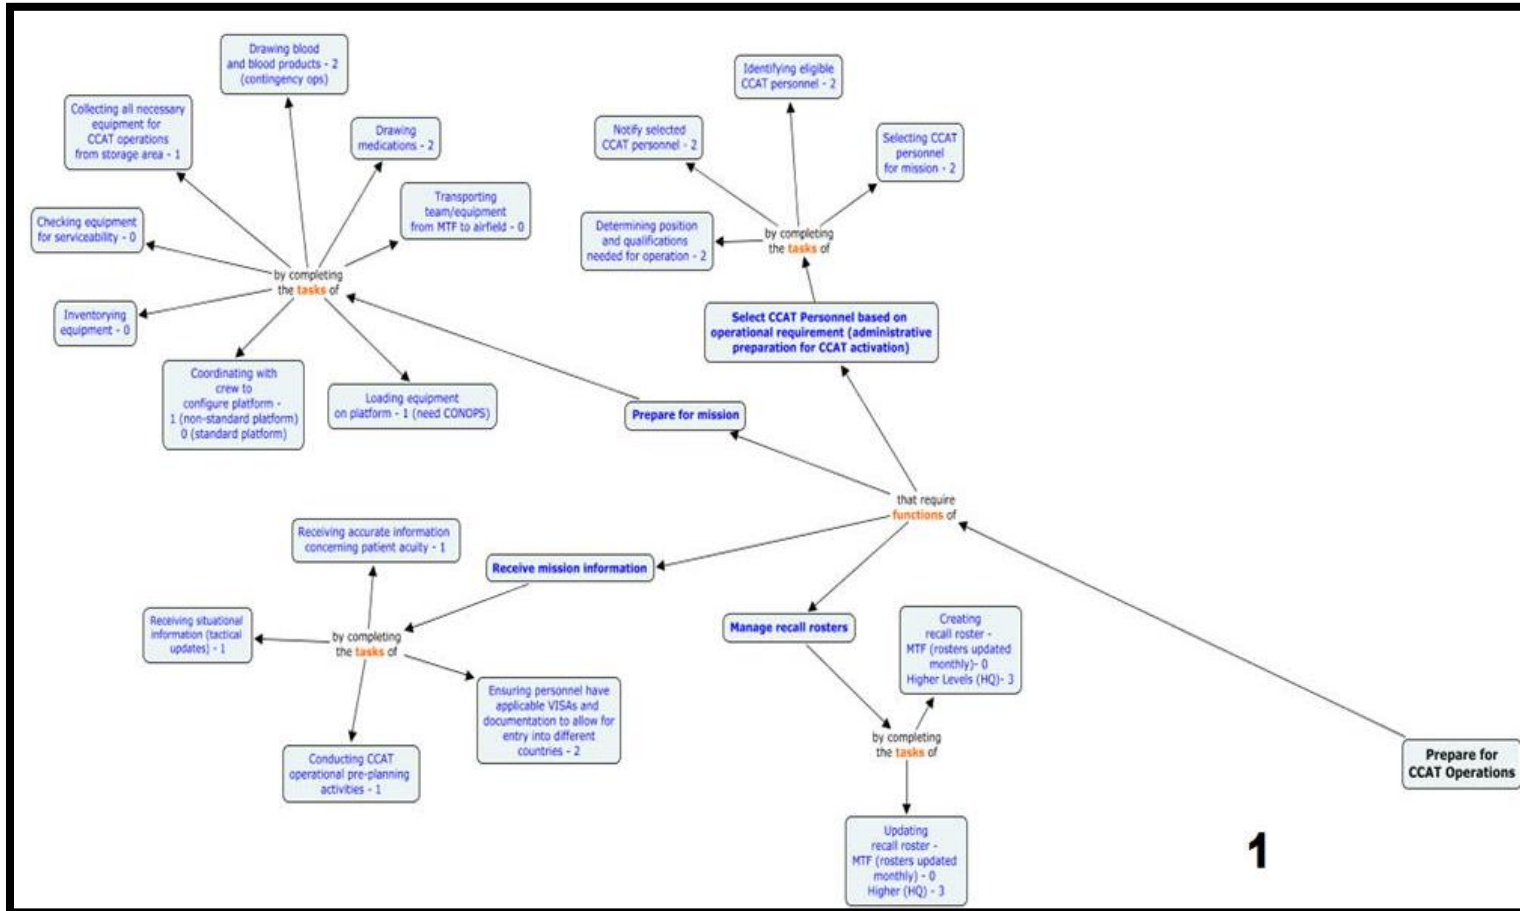 Drawing blood
and blood products - 2
(contingency ops)
Collecting all necessary
equipment for
CCAT operations
from storage area - 1
Drawing
medications - 2
Transporting
team/equipment
from MTF to airfield - 0
Checking equipment
for serviceability - 0
by completing
the tasks of
Inventorying
equipment - 0
Coordinating with
crew to
configure platform -
1 (non-standard platform)
0 (standard platform)
Loading equipment
on platform - 1 (need CONOPS)
Prepare for mission
Identifying eligible
CCAT personnel - 2
Notify selected
CCAT personnel - 2
Selecting CCAT
personnel
for mission - 2
Determining position
and qualifications
needed for operation - 2
by completing
the tasks of
Select CCAT Personnel based on
operational requirement (administrative
preparation for CCAT activation)
that require
functions of
Receiving accurate information
concerning patient acuity - 1
Receive mission information
Receiving situational
information (tactical
updates) - 1
by completing
the tasks of
Ensuring personnel have
applicable VISAs and
documentation to allow for
entry into different
countries - 2
Conducting CCAT
operational pre-planning
activities - 1
Manage recall rosters
Creating
recall roster -
MTF (rosters updated
monthly)- 0
Higher Levels (HQ)- 3
by completing
the tasks of
Updating
recall roster -
MTF (rosters updated
monthly) - 0
Higher (HQ) - 3
Prepare for
CCAT Operations
1